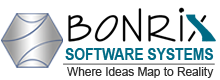 BONRIX
SOFTWARE SYSTEMS
Where Ideas Map to Reality